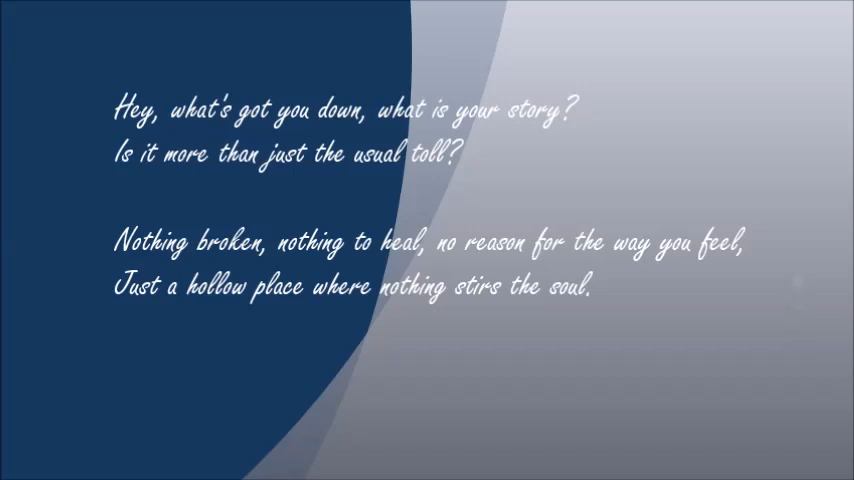 Hey, what's got you down, what is your story?
Is it more than just the usual toll?
Nothing broken, nothing to heal, no reason for the way you feel,
Just a hollow place where nothing stirs the soul.